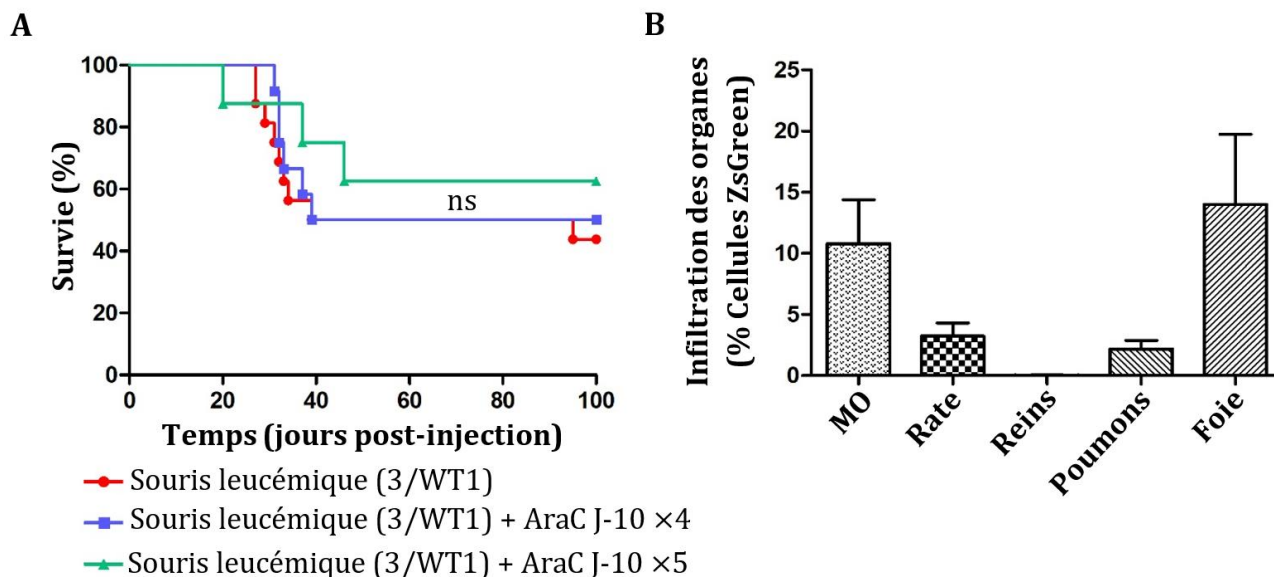 A
Survie (%)
100
80
60
40
20
0
ns
0 20 40 60 80 100
Temps (jours post-injection)
Souris leucémique (3/WT1)
Souris leucémique (3/WT1) + AraC J-10 ×4
Souris leucémique (3/WT1) + AraC J-10 ×5
B
Infiltration des organes
(% Cellules ZsGreen)
25
20
15
10
5
0
MO Rate Reins Poumons Foie